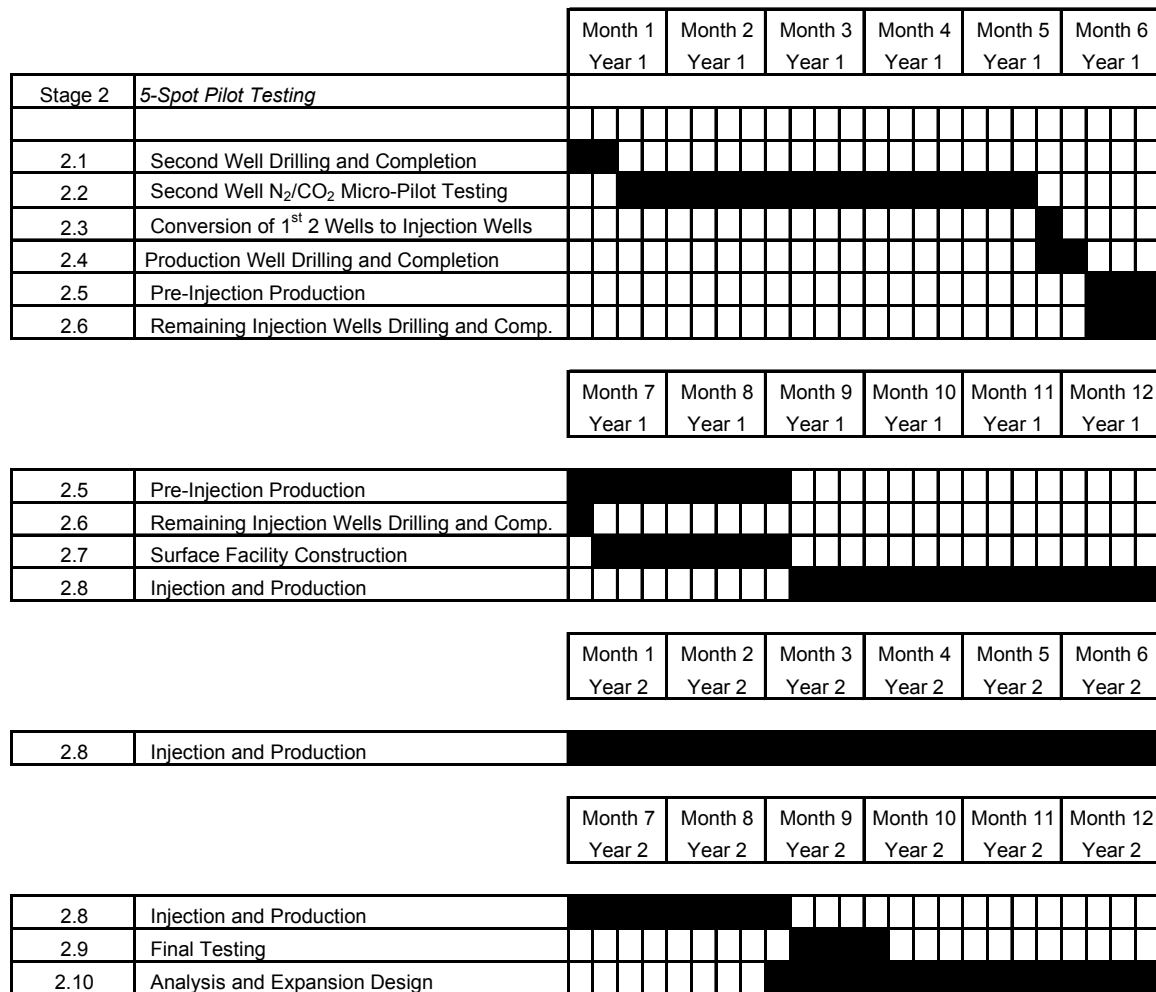 Month 1 Month 2 Month 3 Month 4 Month 5 Month 6
Year 1 Year 1 Year 1 Year 1 Year 1 Year 1
Stage 2 5-Spot Pilot Testing
2.1 Second Well Drilling and Completion
2.2 Second Well N₂/CO₂ Micro-Pilot Testing
2.3 Conversion of 1ˢᵗ 2 Wells to Injection Wells
2.4 Production Well Drilling and Completion
2.5 Pre-Injection Production
2.6 Remaining Injection Wells Drilling and Comp.
Month 7 Month 8 Month 9 Month 10 Month 11 Month 12
Year 1 Year 1 Year 1 Year 1 Year 1 Year 1
2.5 Pre-Injection Production
2.6 Remaining Injection Wells Drilling and Comp.
2.7 Surface Facility Construction
2.8 Injection and Production
Month 1 Month 2 Month 3 Month 4 Month 5 Month 6
Year 2 Year 2 Year 2 Year 2 Year 2 Year 2
2.8 Injection and Production
Month 7 Month 8 Month 9 Month 10 Month 11 Month 12
Year 2 Year 2 Year 2 Year 2 Year 2 Year 2
2.8 Injection and Production
2.9 Final Testing
2.10 Analysis and Expansion Design